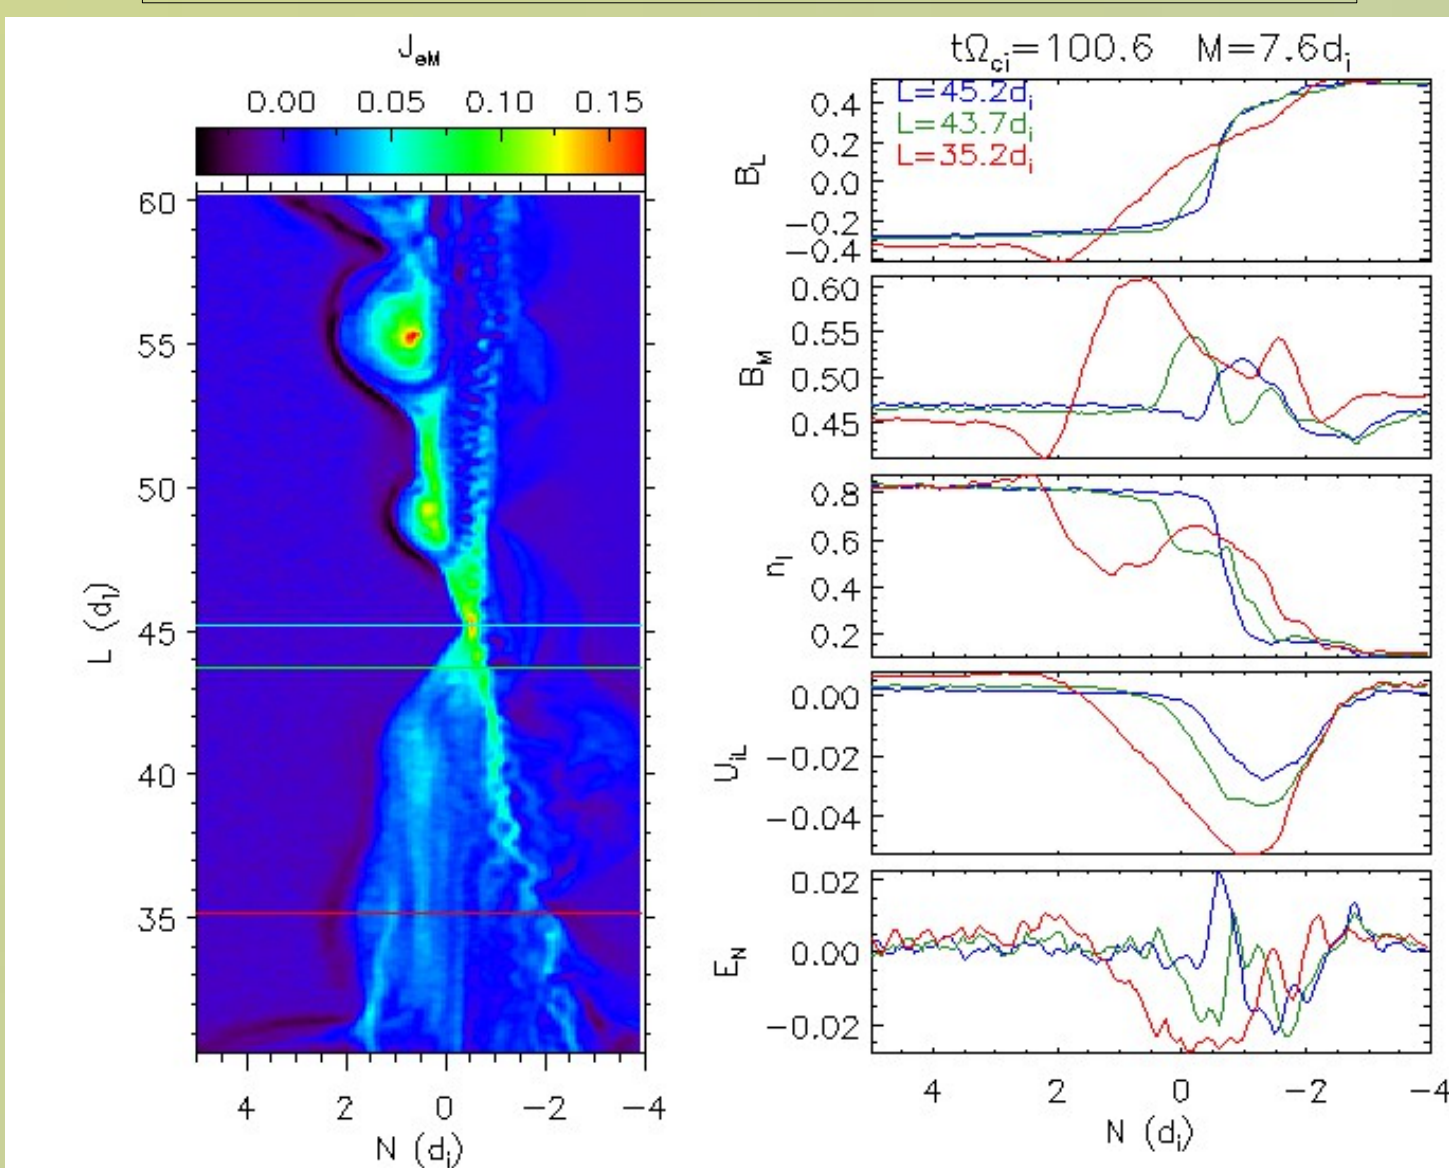 J_eM
0.00 0.05 0.10 0.15
60
55
50
45
40
35
L (d_i)
4 2 0 −2 −4
N (d_i)
tΩ_ci=100.6 M=7.6d_i
L=45.2d_i
L=43.7d_i
L=35.2d_i
B_L
0.4
0.2
0.0
−0.2
−0.4
B_M
0.60
0.55
0.50
0.45
n_i
0.8
0.6
0.4
0.2
U_iL
0.00
−0.02
−0.04
E_N
0.02
0.00
−0.02
4 2 0 −2 −4
N (d_i)